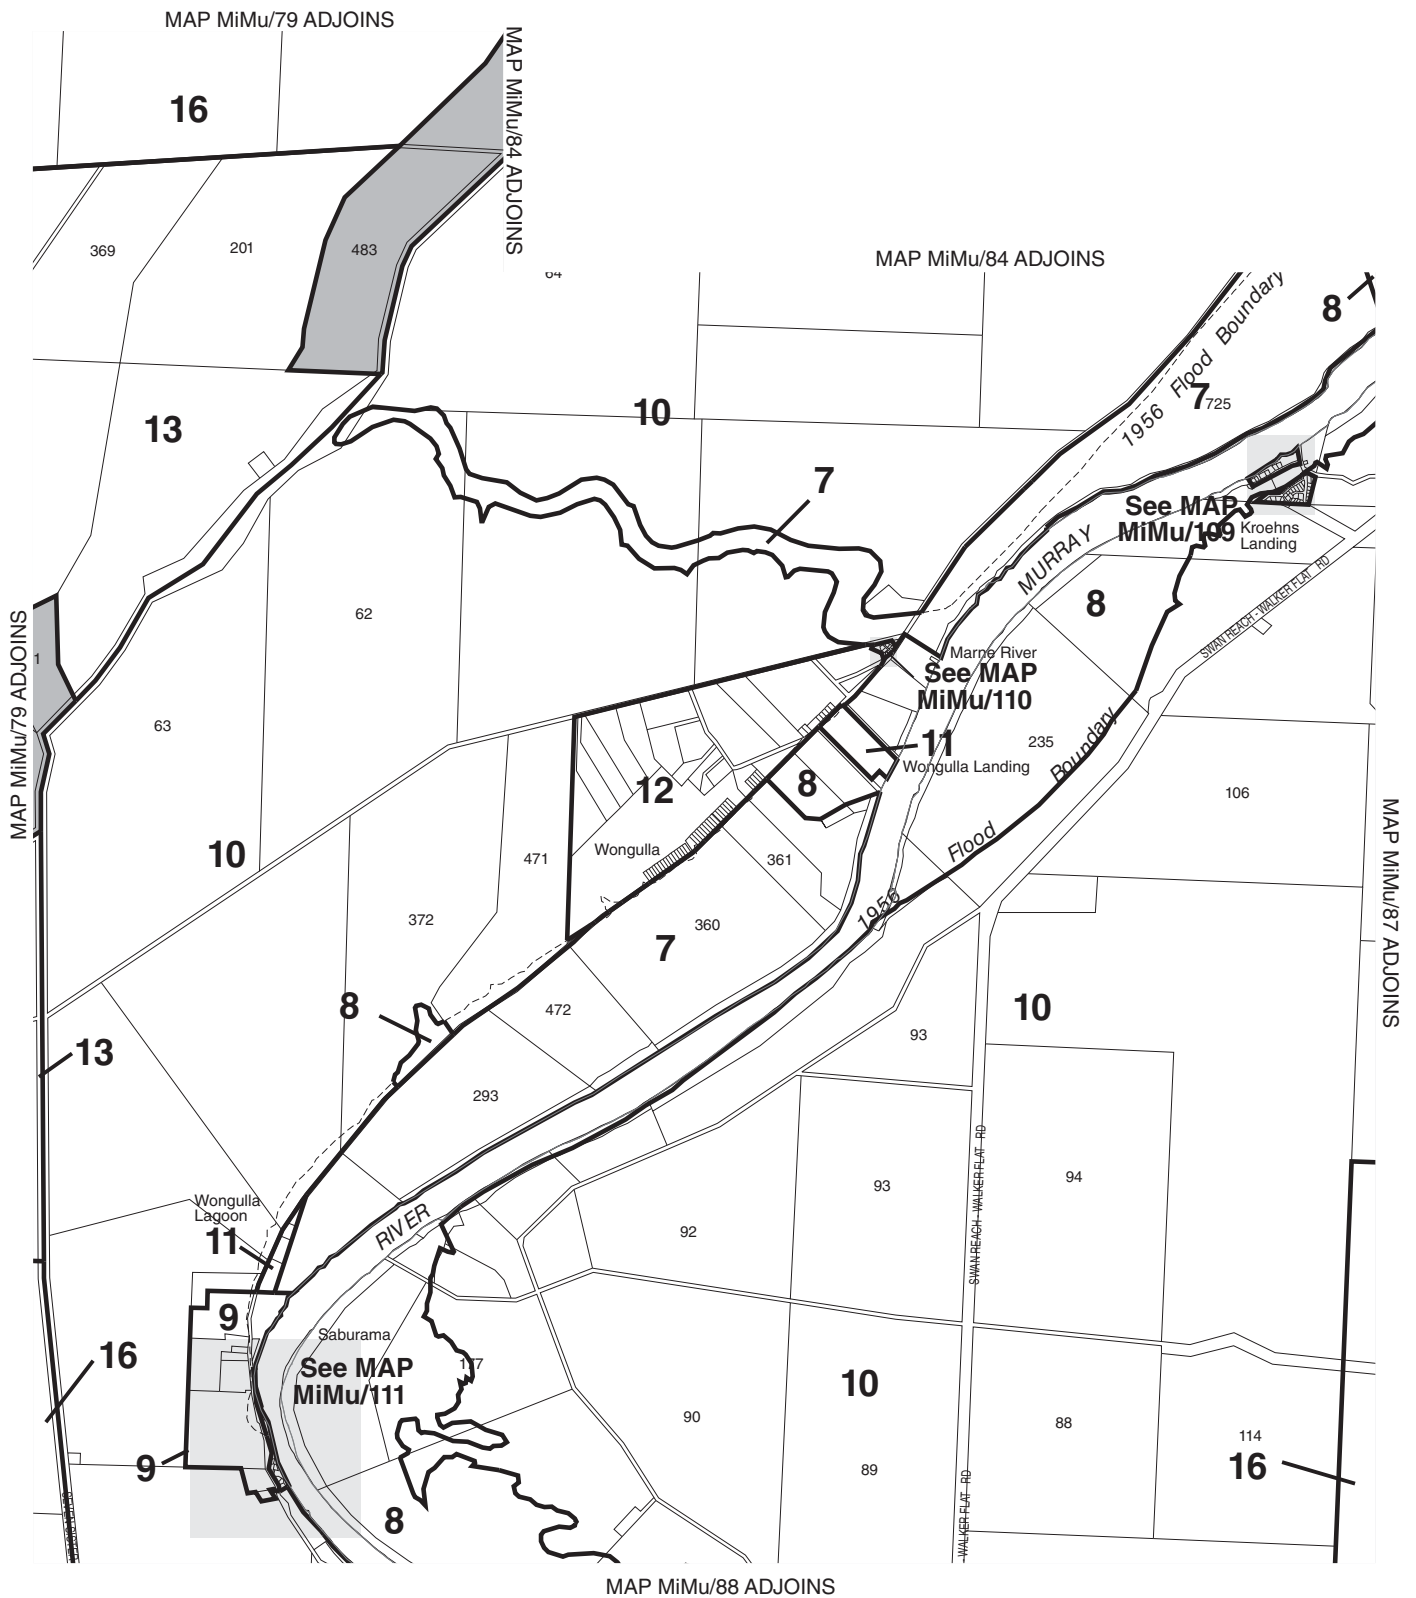 MAP MiMu/79 ADJOINS
MAP MiMu/84 ADJOINS
16
369
201
483
64
MAP MiMu/84 ADJOINS
8
1956 Flood Boundary
7
725
10
13
7
See MAP
MiMu/109
Kroehns
Landing
MURRAY
SWAN REACH - WALKER FLAT RD
8
62
MAP MiMu/79 ADJOINS
1
Marne River
See MAP
MiMu/110
63
11
235
Wongulla Landing
1956 Flood Boundary
12
8
106
MAP MiMu/87 ADJOINS
10
Wongulla
471
361
372
360
7
8
472
10
93
13
293
SWAN REACH - WALKER FLAT RD
94
93
Wongulla
Lagoon
11
RIVER
92
9
Saburama
See MAP
MiMu/111
177
16
10
90
88
114
9
89
16
8
WALKER FLAT RD
MAP MiMu/88 ADJOINS